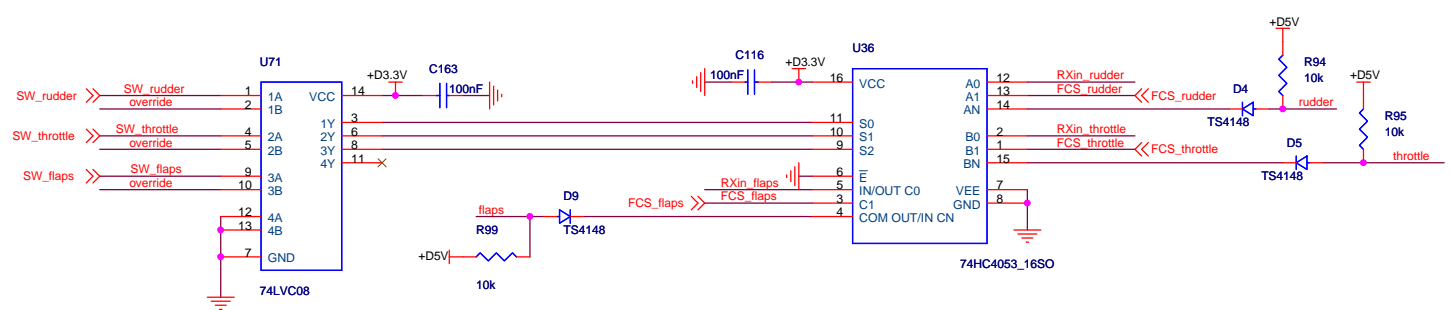 +D5V
U36
C116
U71
+D3.3V
R94
+D3.3V
C163
+D5V
100nF
16 VCC A0 12 RXin_rudder
10k
SW_rudder SW_rudder 1 1A VCC 14
100nF
A1 13 FCS_rudder FCS_rudder
D4
override 2 1B
AN 14 rudder
R95
1Y 3 11 S0
TS4148
10k
SW_throttle SW_throttle 4 2A 2Y 6 10 S1 B0 2 RXin_throttle
override 5 2B 3Y 8 9 S2 B1 1 FCS_throttle FCS_throttle
D5
4Y 11 BN 15 throttle
SW_flaps SW_flaps 9 3A
6 E
TS4148
override 10 3B
RXin_flaps 5 IN/OUT C0 VEE 7
D9
FCS_flaps FCS_flaps 3 C1 GND 8
12 4A
flaps
4 COM OUT/IN CN
13 4B
R99
TS4148
7 GND
+D5V
74HC4053_16SO
10k
74LVC08